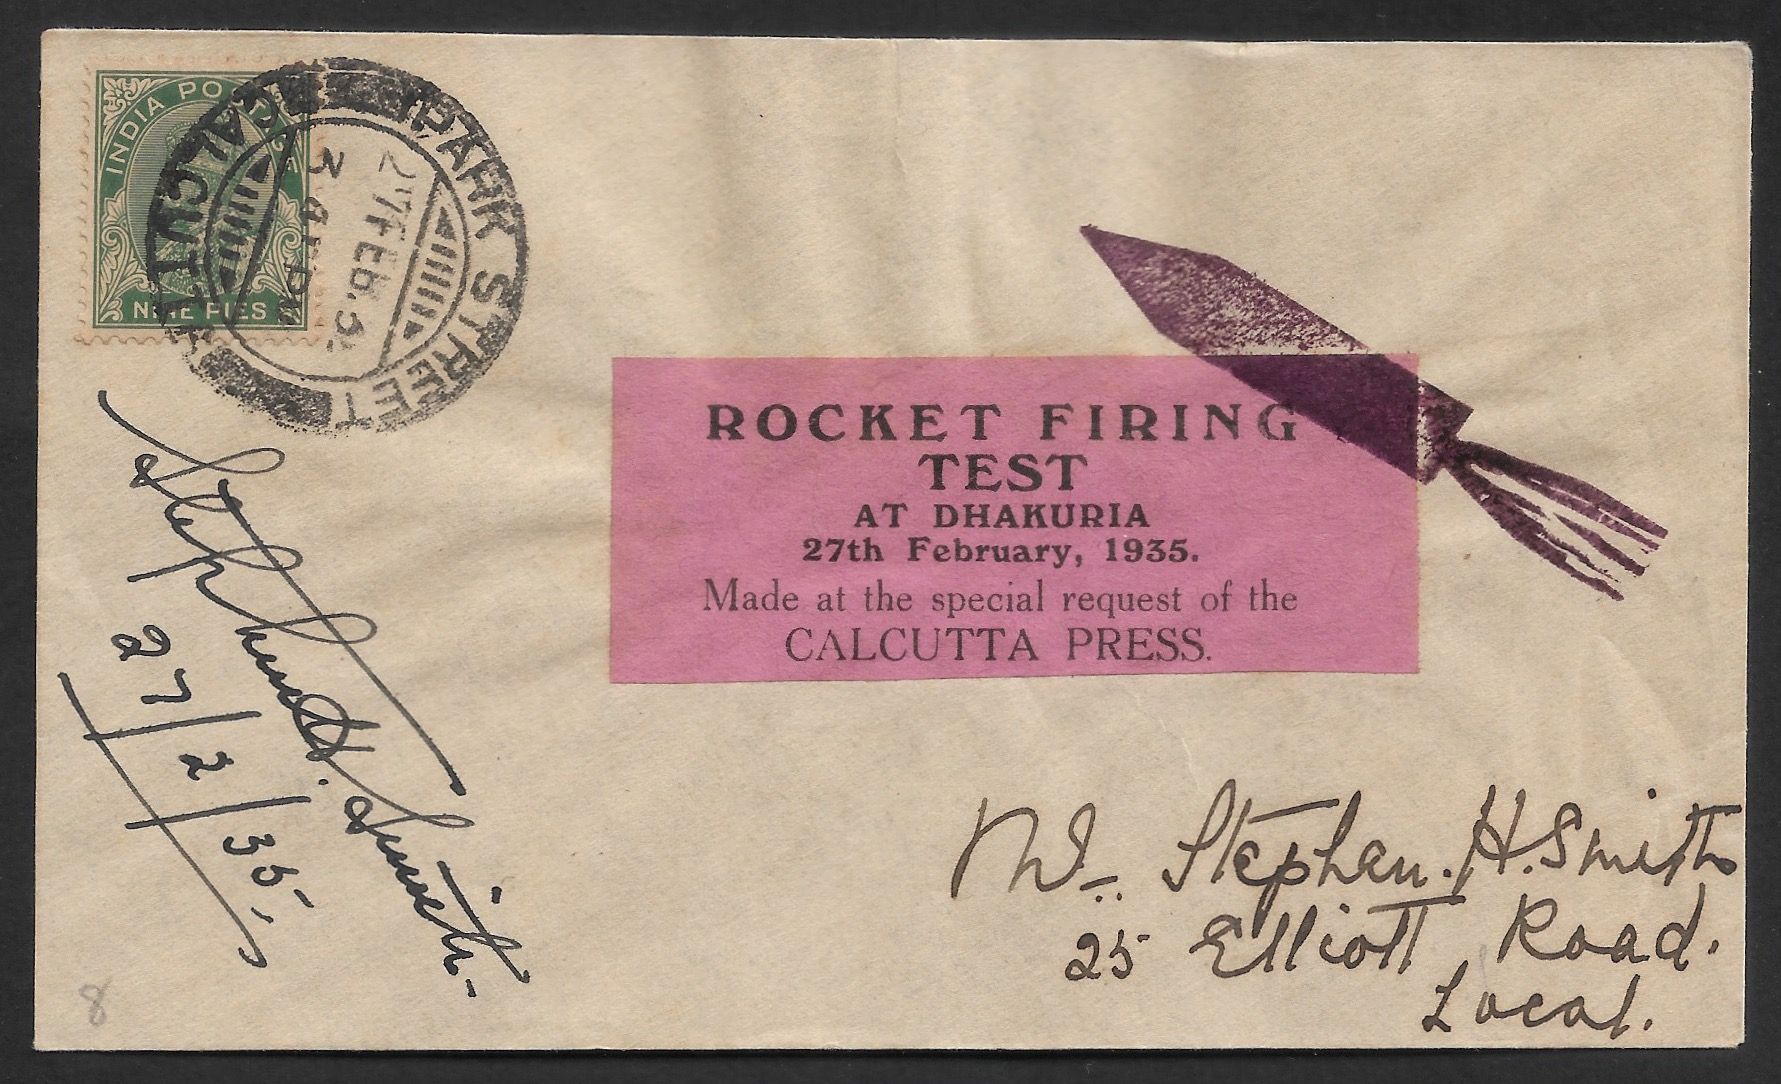 INDIA POSTAGE
NINE PIES
PARK STREET
CALCUTTA
27 FEB. 35
ROCKET FIRING
TEST
AT DHAKURIA
27th February, 1935.
Made at the special request of the
CALCUTTA PRESS.
Stephen H. Smith
27/2/35
Mr. Stephen. H. Smith
25 Elliott Road.
Local.
8